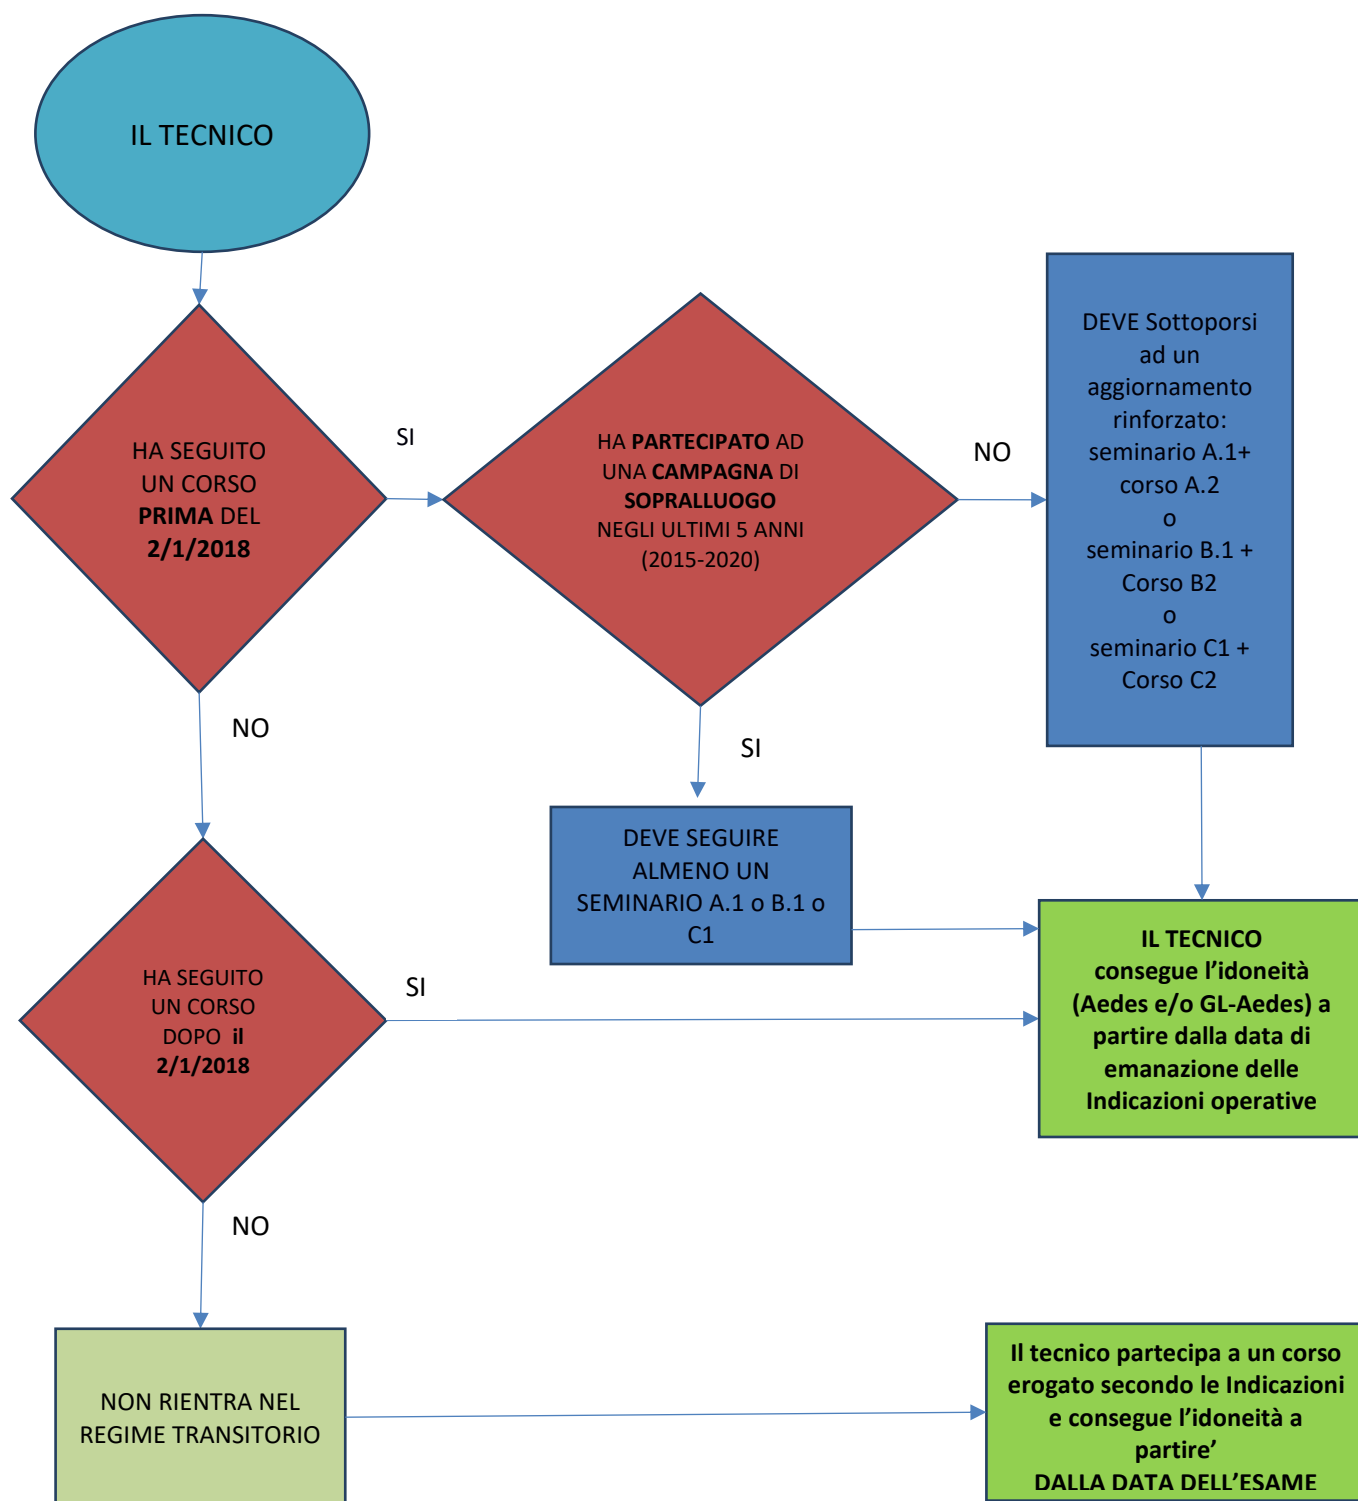 IL TECNICO
HA SEGUITO
UN CORSO
PRIMA DEL
2/1/2018
SI
HA PARTECIPATO AD
UNA CAMPAGNA DI
SOPRALLUOGO
NEGLI ULTIMI 5 ANNI
(2015-2020)
NO
DEVE Sottoporsi
ad un
aggiornamento
rinforzato:
seminario A.1+
corso A.2
o
seminario B.1 +
Corso B2
o
seminario C1 +
Corso C2
NO
SI
DEVE SEGUIRE
ALMENO UN
SEMINARIO A.1 o B.1 o
C1
HA SEGUITO
UN CORSO
DOPO il
2/1/2018
SI
IL TECNICO
consegue l’idoneità
(Aedes e/o GL-Aedes) a
partire dalla data di
emanazione delle
Indicazioni operative
NO
NON RIENTRA NEL
REGIME TRANSITORIO
Il tecnico partecipa a un corso
erogato secondo le Indicazioni
e consegue l’idoneità a
partire’
DALLA DATA DELL’ESAME